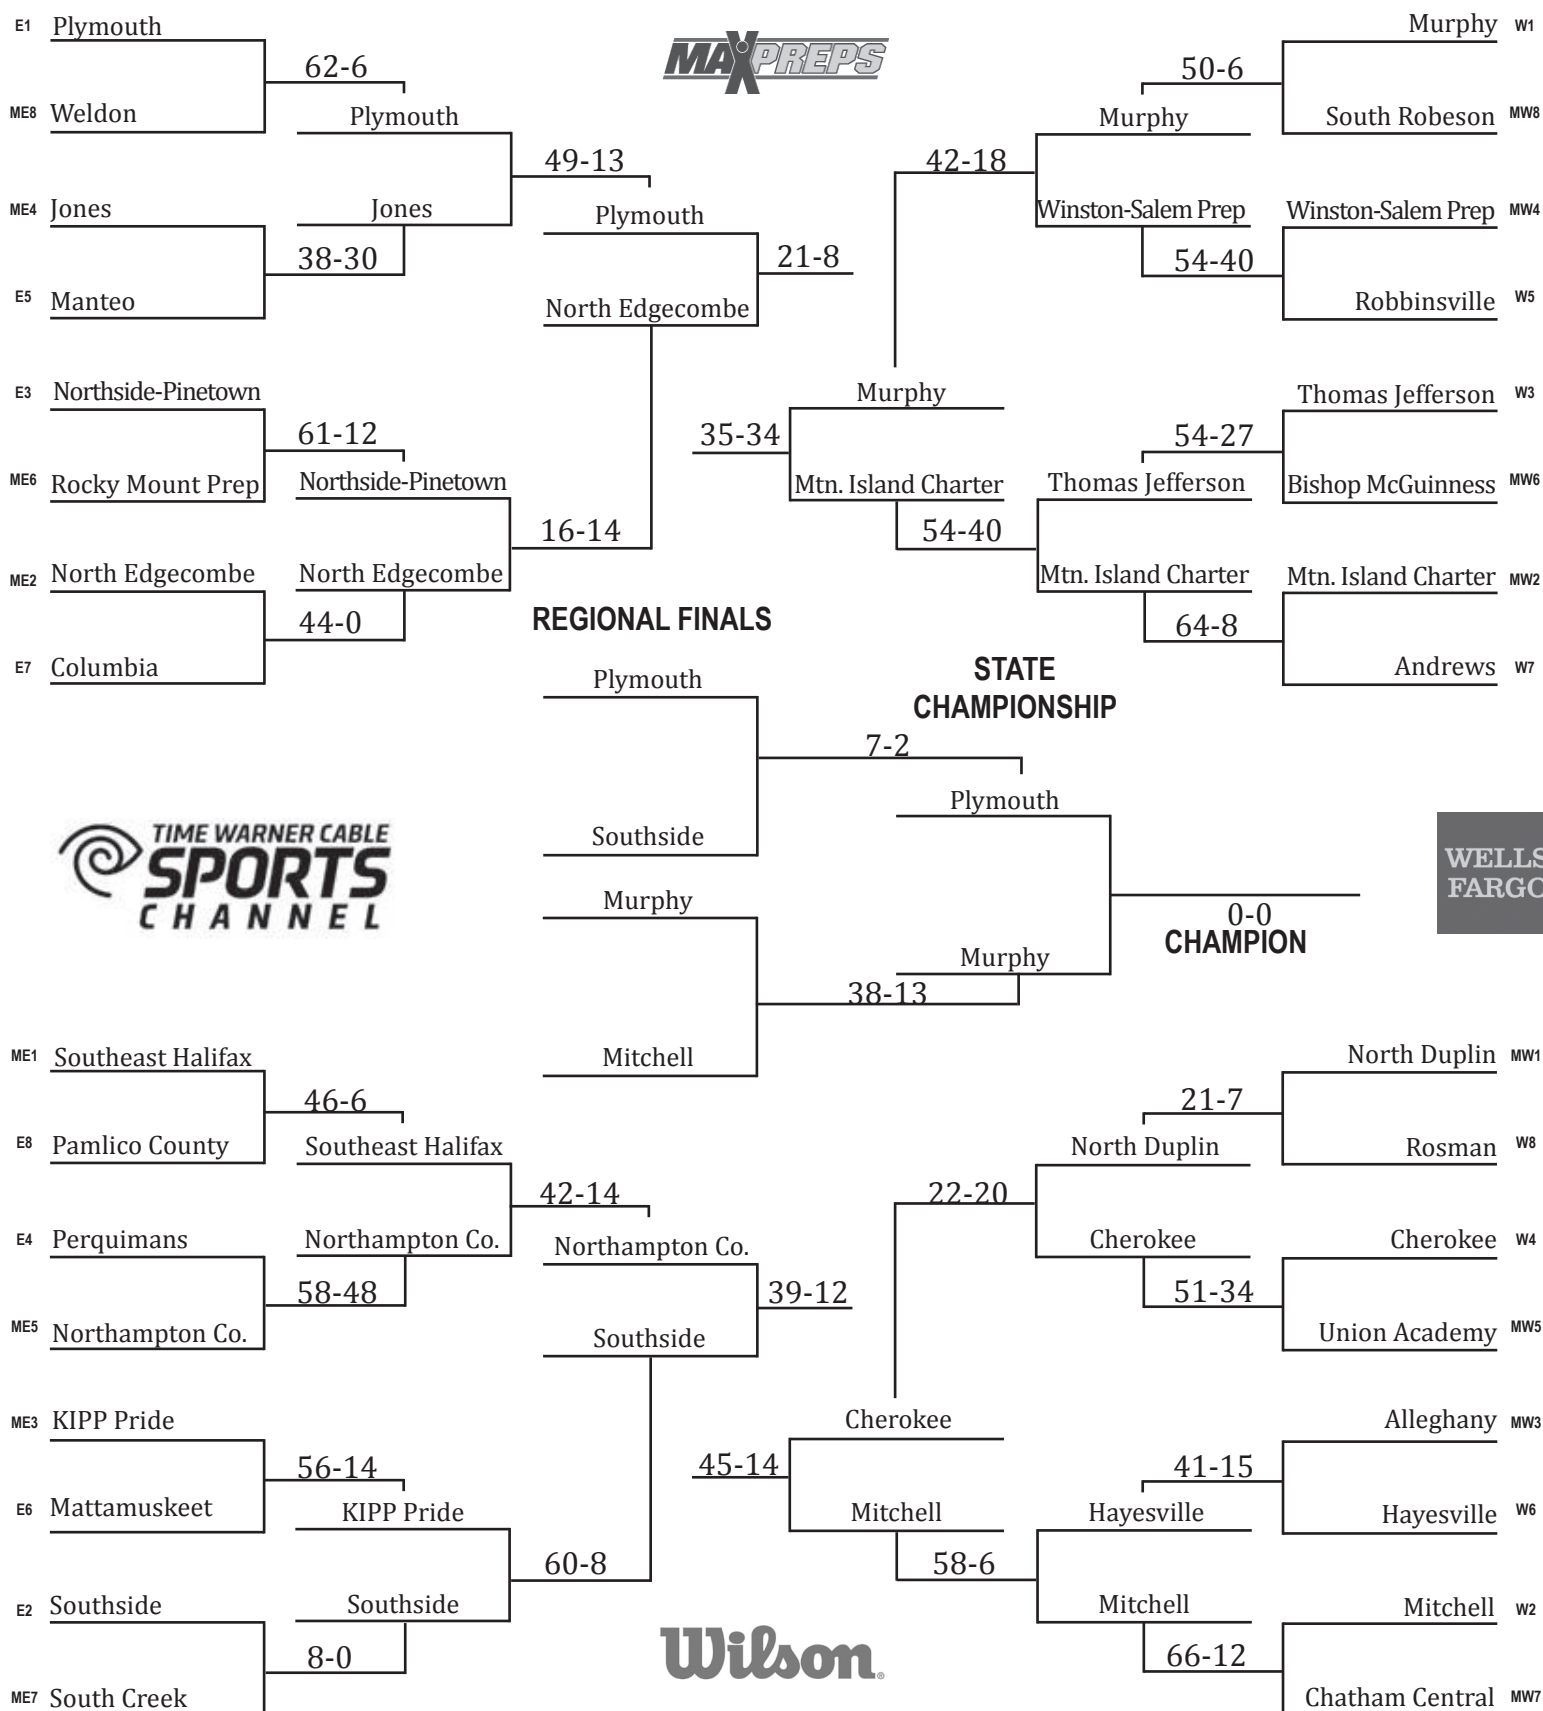 E1 Plymouth
62-6
ME8 Weldon
Plymouth
49-13
ME4 Jones
Jones
38-30
E5 Manteo
Plymouth
21-8
North Edgecombe
E3 Northside-Pinetown
61-12
ME6 Rocky Mount Prep
Northside-Pinetown
16-14
ME2 North Edgecombe
North Edgecombe
44-0
E7 Columbia
MAXPREPS
Murphy W1
50-6
South Robeson MW8
Murphy
42-18
Winston-Salem Prep
Winston-Salem Prep MW4
54-40
Robbinsville W5
Murphy
35-34
Mtn. Island Charter
Thomas Jefferson W3
54-27
Bishop McGuinness MW6
Thomas Jefferson
54-40
Mtn. Island Charter
Mtn. Island Charter MW2
64-8
Andrews W7
REGIONAL FINALS
STATE
CHAMPIONSHIP
Plymouth
7-2
Southside
Plymouth
Murphy
Murphy
38-13
Mitchell
0-0
CHAMPION
TIME WARNER CABLE
SPORTS
CHANNEL
WELLS
FARGO
ME1 Southeast Halifax
46-6
E8 Pamlico County
Southeast Halifax
42-14
E4 Perquimans
Northampton Co.
58-48
ME5 Northampton Co.
Northampton Co.
39-12
Southside
ME3 KIPP Pride
56-14
E6 Mattamuskeet
KIPP Pride
60-8
E2 Southside
Southside
8-0
ME7 South Creek
North Duplin MW1
21-7
Rosman W8
North Duplin
22-20
Cherokee
Cherokee W4
51-34
Union Academy MW5
Cherokee
45-14
Mitchell
Alleghany MW3
41-15
Hayesville W6
Hayesville
58-6
Mitchell
Mitchell W2
66-12
Chatham Central MW7
Wilson